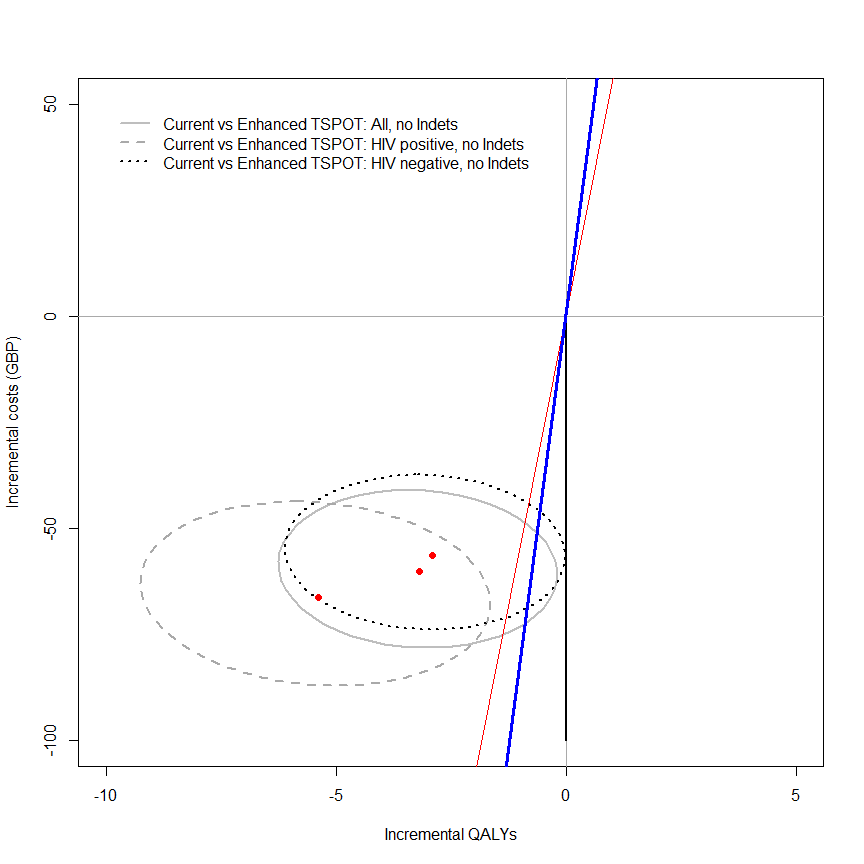 Current vs Enhanced TSPOT: All, no Indets
Current vs Enhanced TSPOT: HIV positive, no Indets
Current vs Enhanced TSPOT: HIV negative, no Indets
50
0
-50
-100
Incremental costs (GBP)
-10
-5
0
5
Incremental QALYs